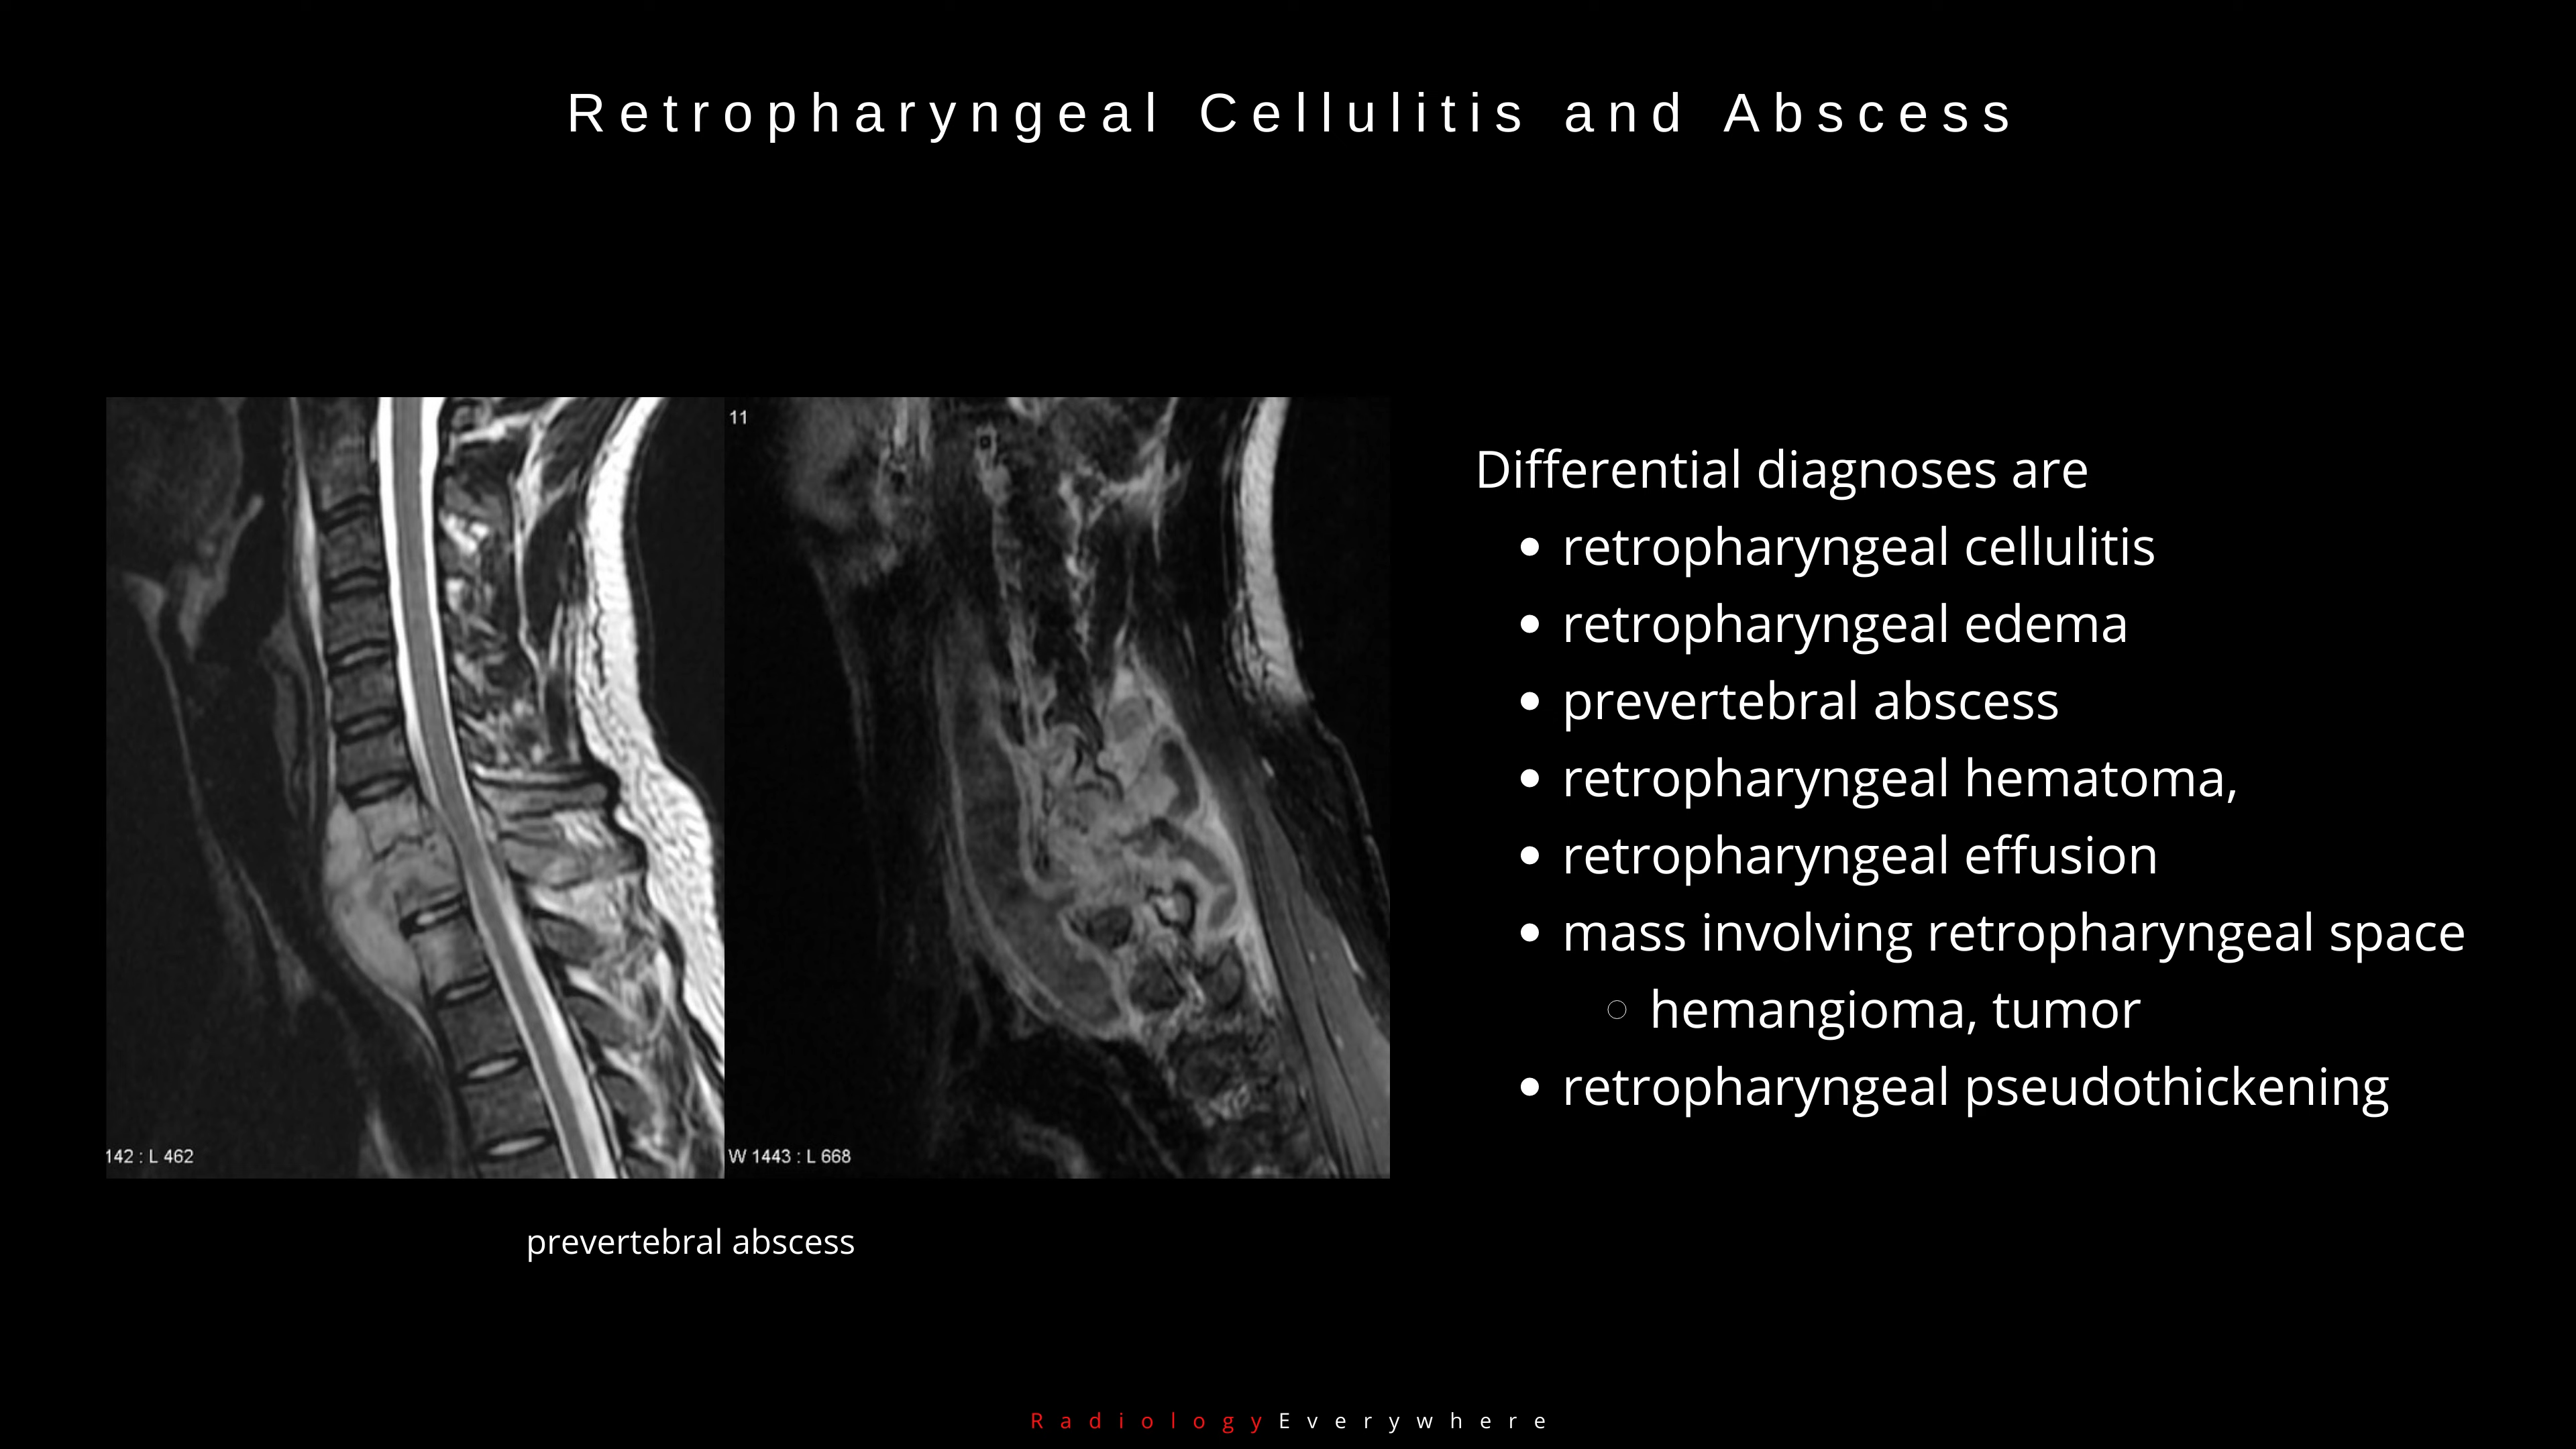 Retropharyngeal Cellulitis and Abscess
11
142 : L 462
W 1443 : L 668
prevertebral abscess
Differential diagnoses are
• retropharyngeal cellulitis
• retropharyngeal edema
• prevertebral abscess
• retropharyngeal hematoma,
• retropharyngeal effusion
• mass involving retropharyngeal space
○ hemangioma, tumor
• retropharyngeal pseudothickening
RadiologyEverywhere